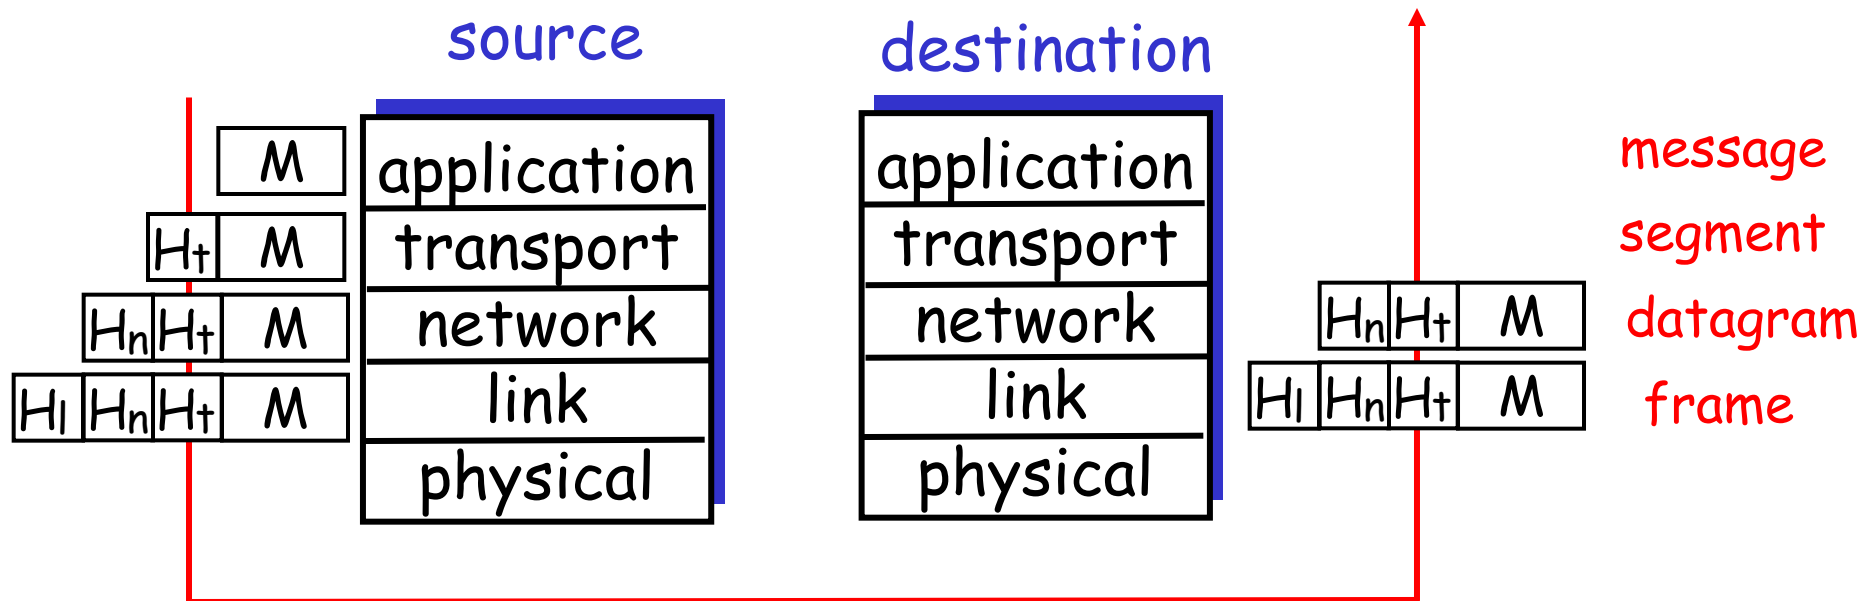 source destination
M application application message
Ht M transport transport segment
Hn Ht M network network Hn Ht M datagram
Hl Hn Ht M link link Hl Hn Ht M frame
physical physical